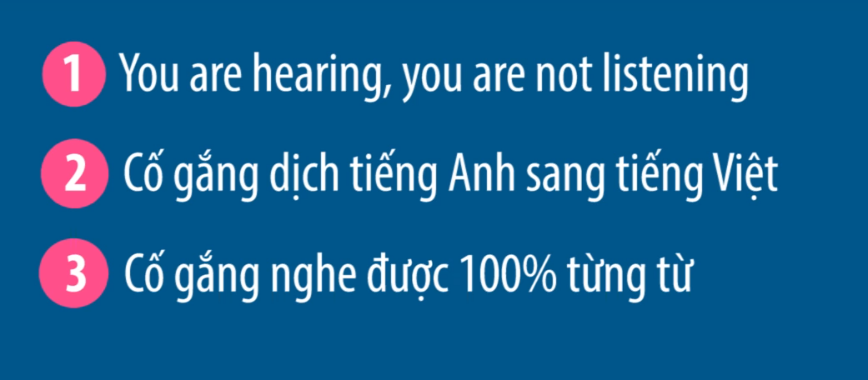 1 You are hearing, you are not listening
2 Cố gắng dịch tiếng Anh sang tiếng Việt
3 Cố gắng nghe được 100% từng từ